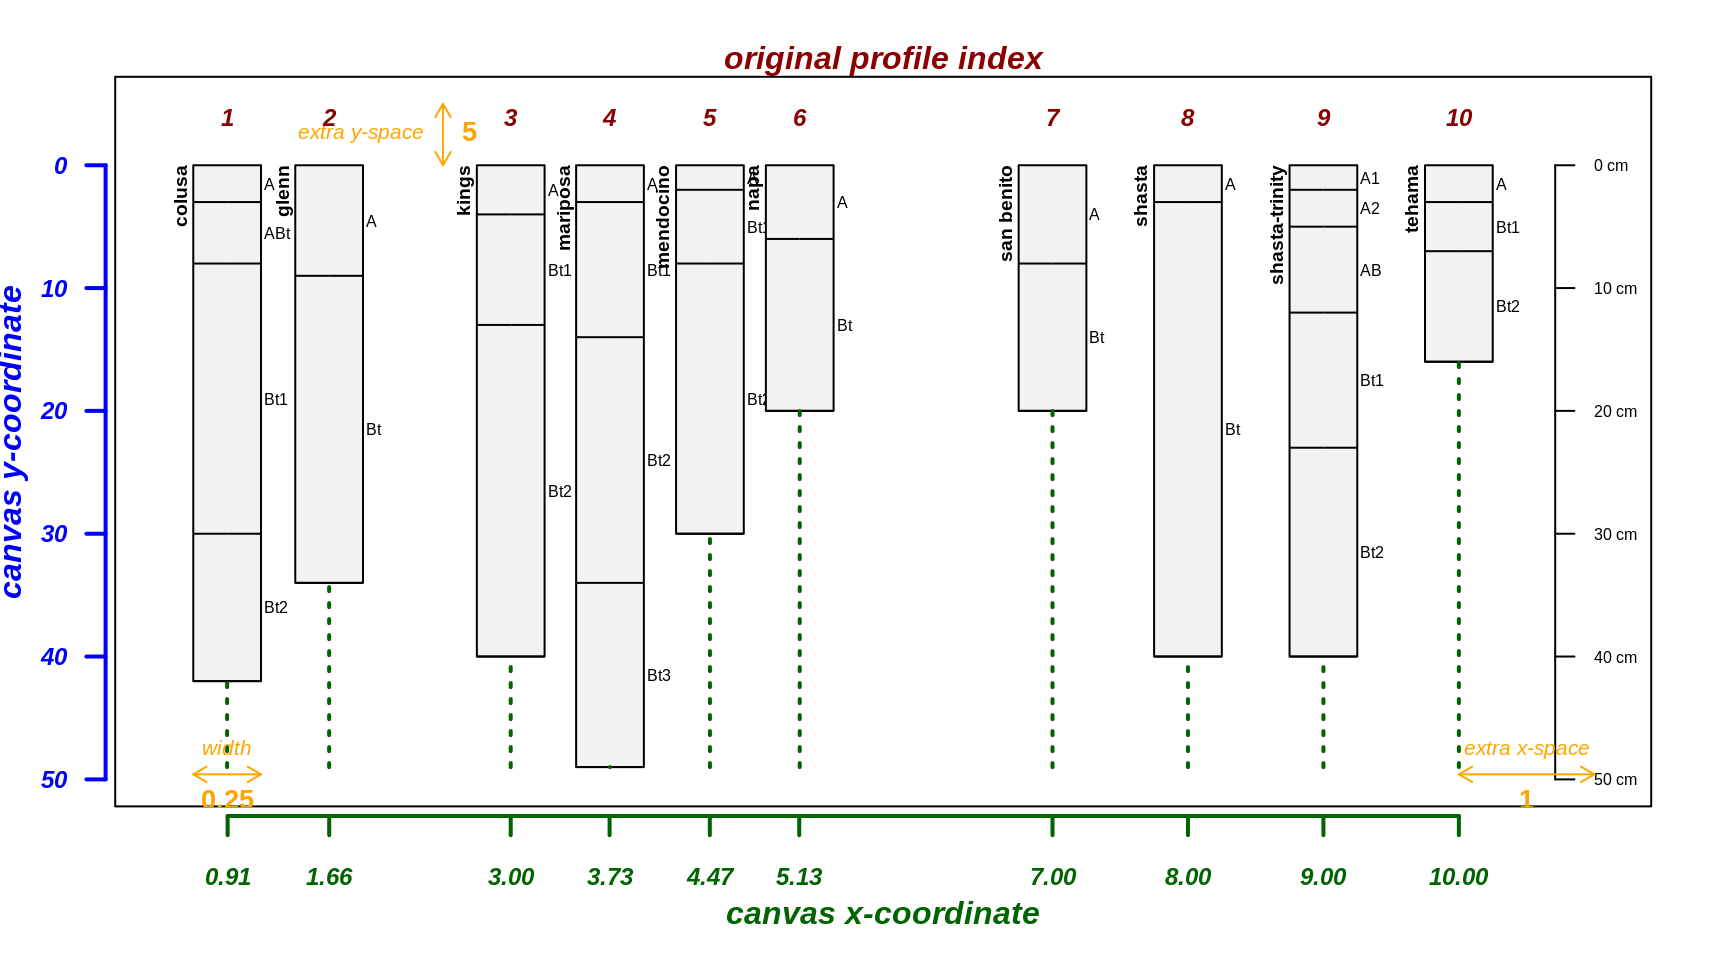 original profile index
1 2 3 4 5 6 7 8 9 10
extra y-space 5
canvas y-coordinate
0
10
20
30
40
50
colusa
A
ABt
Bt1
Bt2
glenn
A
Bt
kings
A
Bt1
Bt2
mariposa
A
Bt1
Bt2
Bt3
mendocino
Bt1
Bt2
napa
A
Bt
san benito
A
Bt
shasta
A
Bt
shasta-trinity
A1
A2
AB
Bt1
Bt2
tehama
A
Bt1
Bt2
0 cm
10 cm
20 cm
30 cm
40 cm
50 cm
width
0.25
extra x-space
1
0.91 1.66 3.00 3.73 4.47 5.13 7.00 8.00 9.00 10.00
canvas x-coordinate